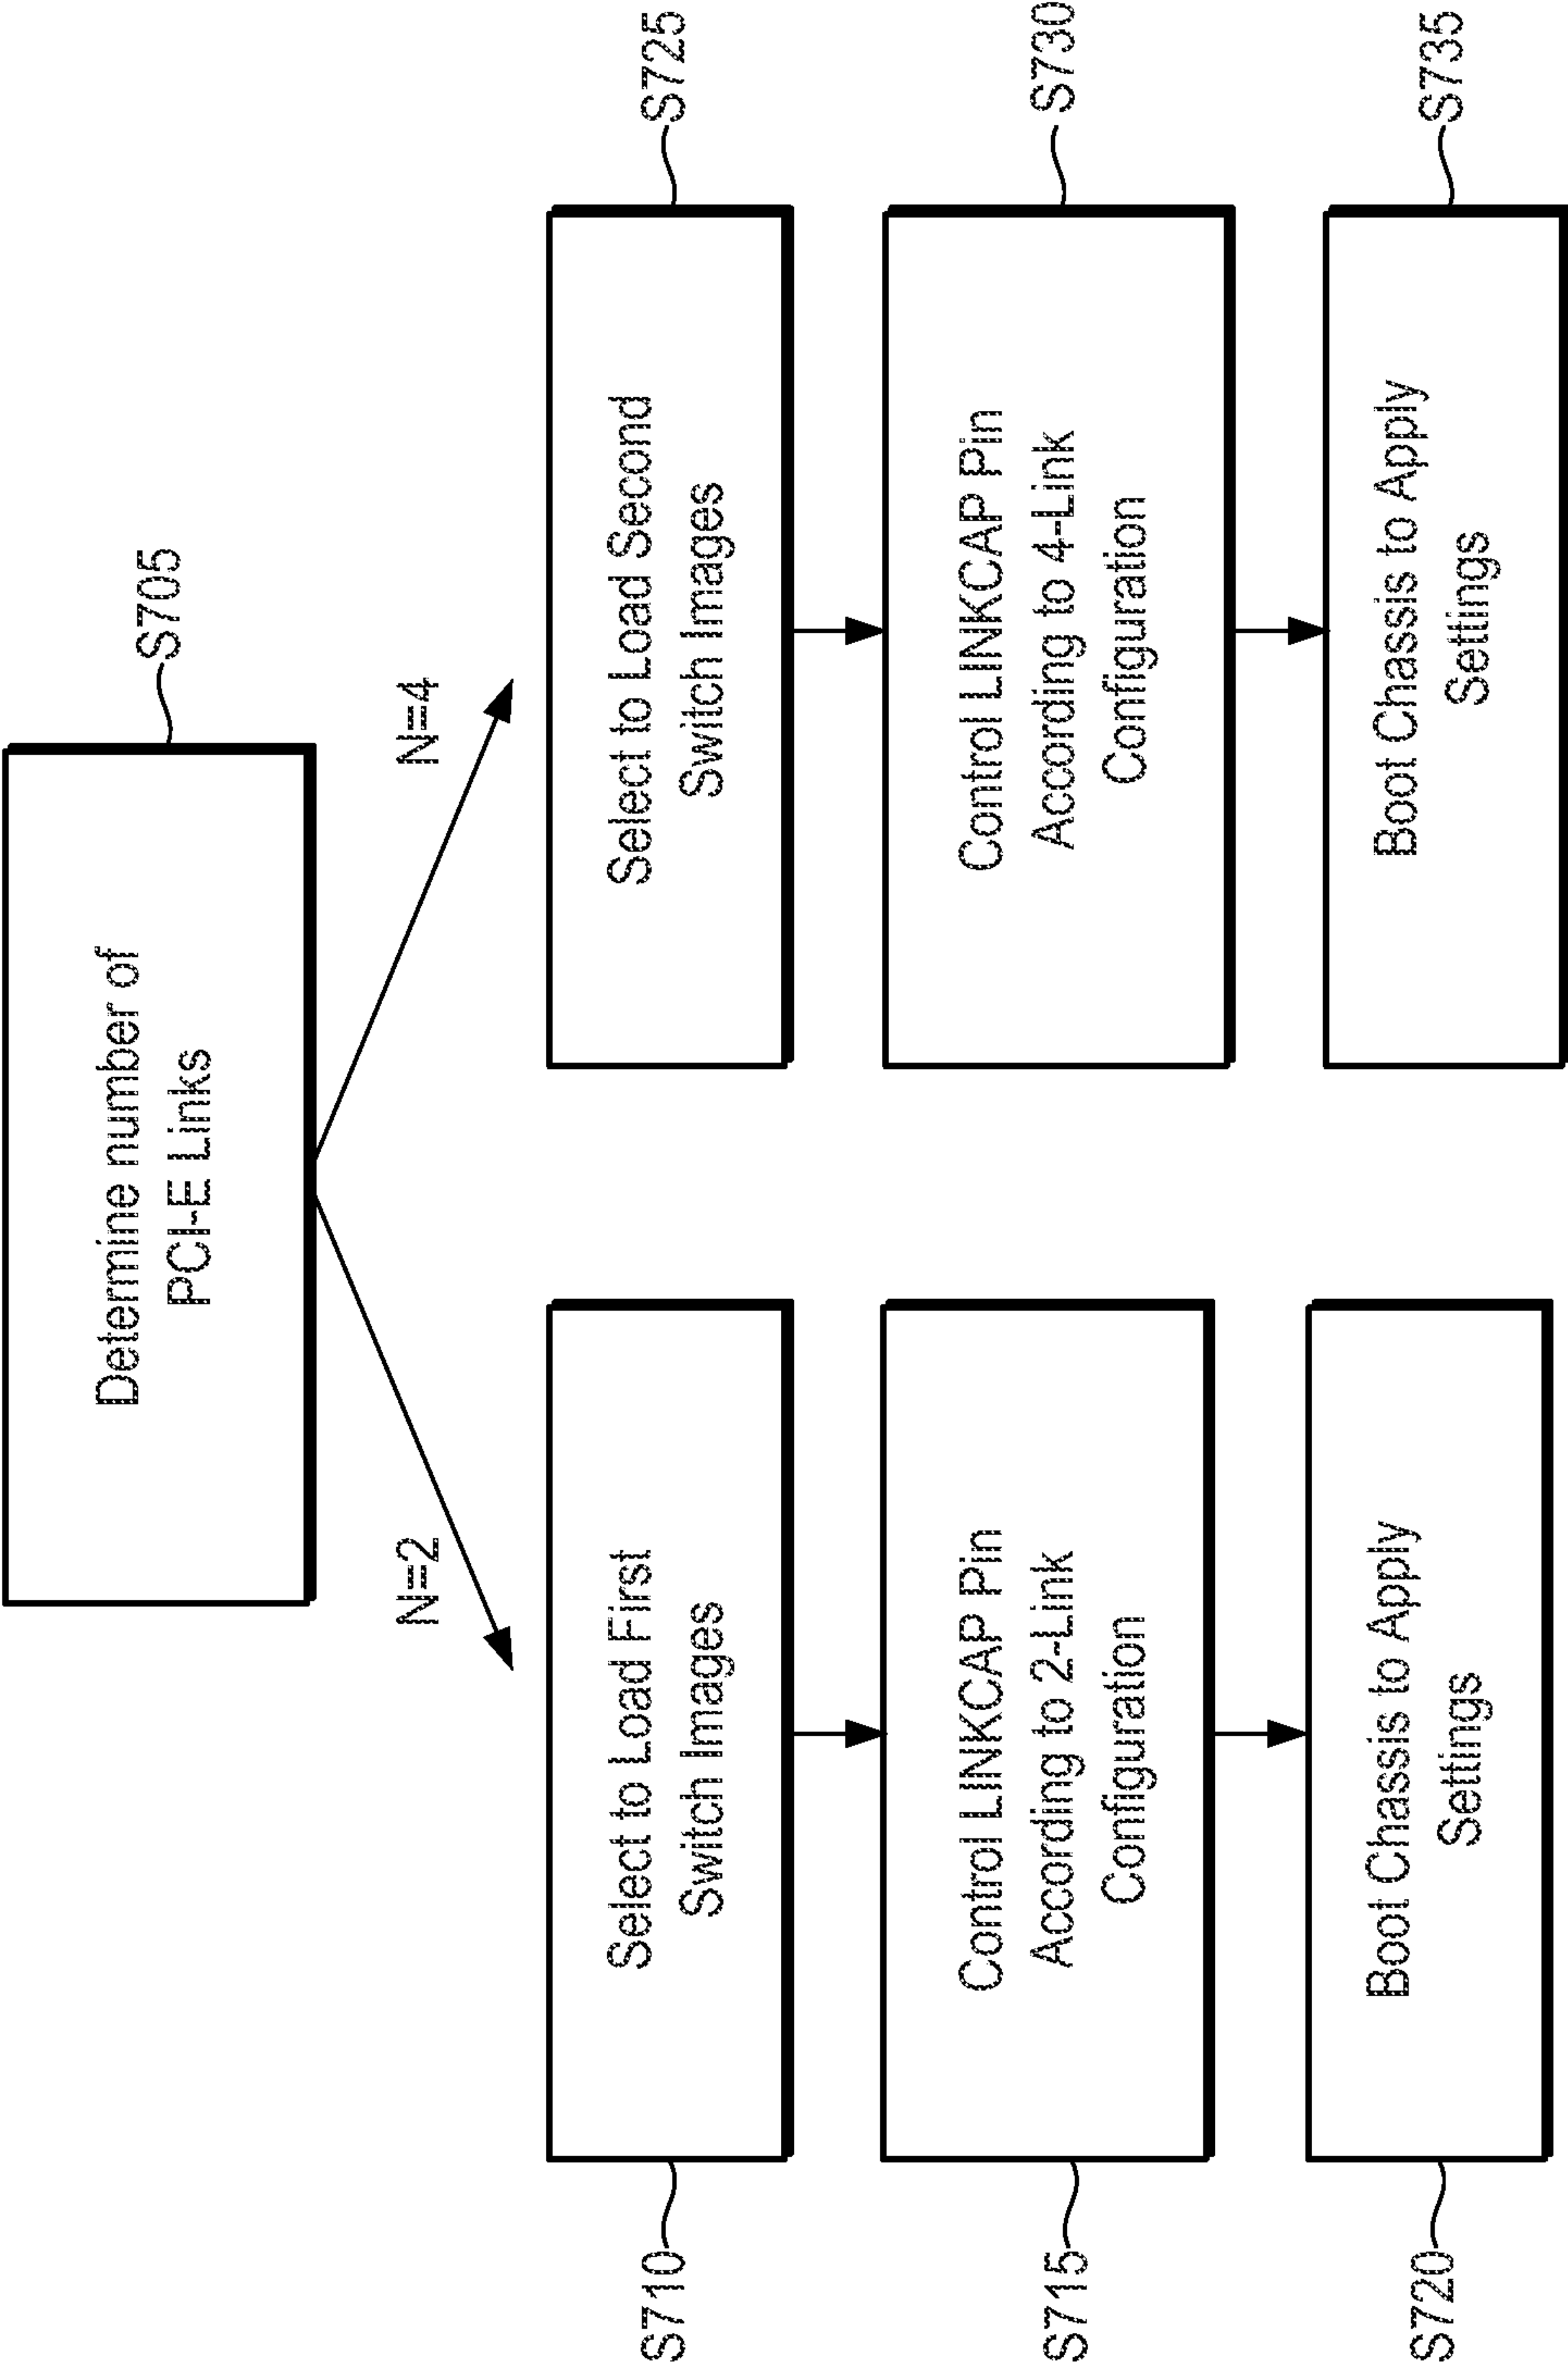 Determine number of
PCI-E Links
S705
N=2
N=4
Select to Load First
Switch Images
S710
Control LINKCAP Pin
According to 2-Link
Configuration
S715
Boot Chassis to Apply
Settings
S720
Select to Load Second
Switch Images
S725
Control LINKCAP Pin
According to 4-Link
Configuration
S730
Boot Chassis to Apply
Settings
S735